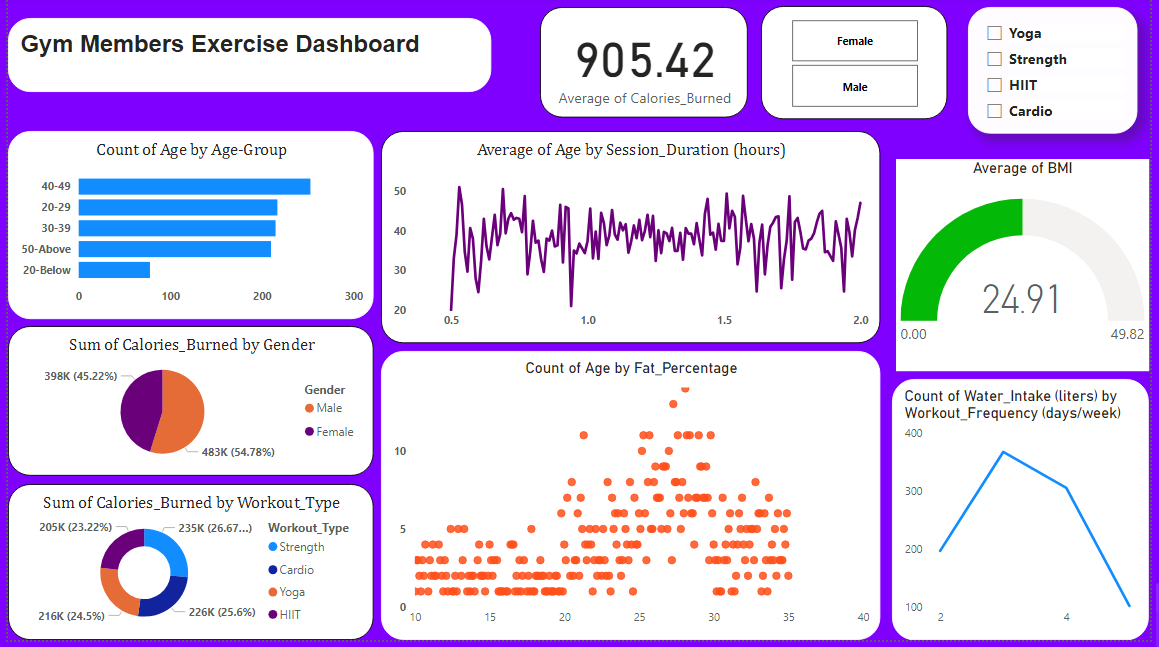 Gym Members Exercise Dashboard
905.42
Average of Calories_Burned
Female
Male
Yoga
Strength
HIIT
Cardio
Count of Age by Age-Group
40-49
20-29
30-39
50-Above
20-Below
0 100 200 300
Average of Age by Session_Duration (hours)
50
40
30
20
0.5 1.0 1.5 2.0
Average of BMI
24.91
0.00 49.82
Sum of Calories_Burned by Gender
398K (45.22%)
483K (54.78%)
Gender
Male
Female
Count of Age by Fat_Percentage
10
5
0
10 15 20 25 30 35 40
Count of Water_Intake (liters) by
Workout_Frequency (days/week)
400
300
200
100
2 4
Sum of Calories_Burned by Workout_Type
205K (23.22%)
235K (26.67...)
216K (24.5%)
226K (25.6%)
Workout_Type
Strength
Cardio
Yoga
HIIT